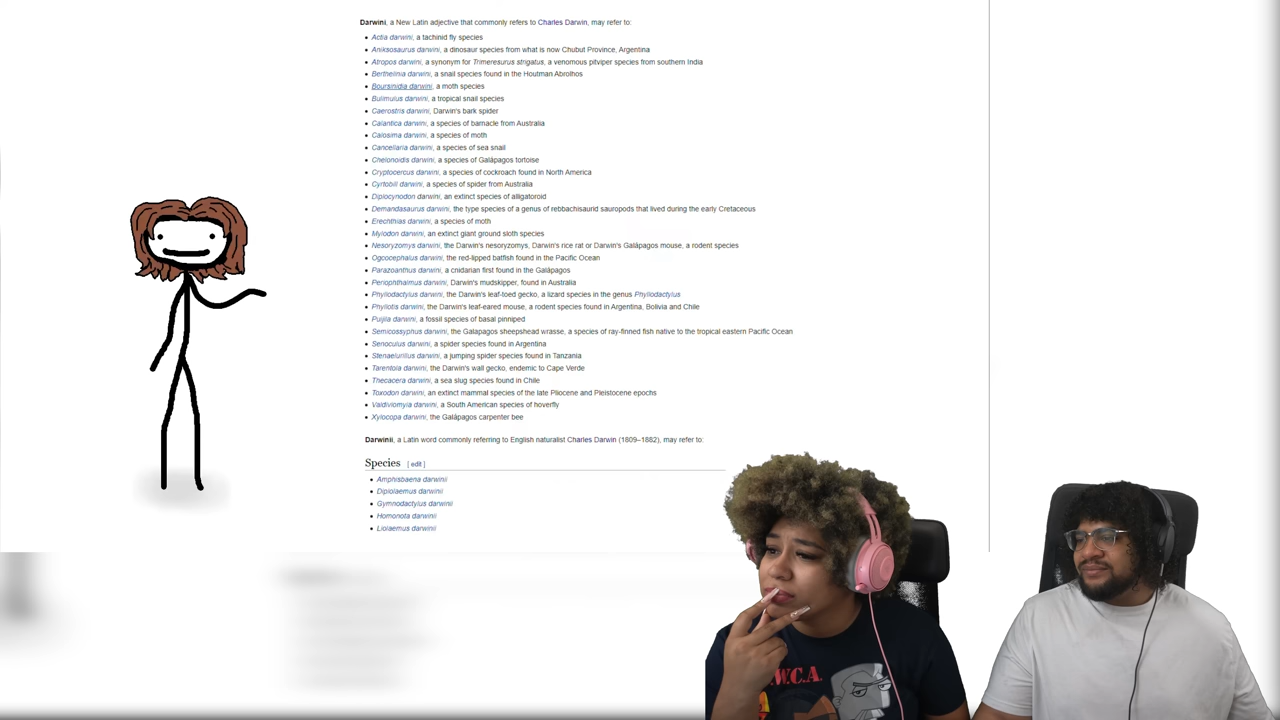 Darwini, a New Latin adjective that commonly refers to Charles Darwin, may refer to:
• Actia darwini, a tachinid fly species
• Aniksosaurus darwini, a dinosaur species from what is now Chubut Province, Argentina
• Atropos darwini, a synonym for Trimeresurus strigatus, a venomous pitviper species from southern India
• Berthelinia darwini, a snail species found in the Houtman Abrolhos
• Boursinidia darwini, a moth species
• Bulimulus darwini, a tropical snail species
• Caerostris darwini, Darwin's bark spider
• Calantica darwini, a species of barnacle from Australia
• Calosima darwini, a species of moth
• Cancellaria darwini, a species of sea snail
• Chelonoidis darwini, a species of Galápagos tortoise
• Cryptocercus darwini, a species of cockroach found in North America
• Cyrtobill darwini, a species of spider from Australia
• Diplocynodon darwini, an extinct species of alligatoroid
• Demandasaurus darwini, the type species of a genus of rebbachisaurid sauropods that lived during the early Cretaceous
• Erechthias darwini, a species of moth
• Mylodon darwini, an extinct giant ground sloth species
• Nesoryzomys darwini, the Darwin's nesoryzomys, Darwin's rice rat or Darwin's Galápagos mouse, a rodent species
• Ogcocephalus darwini, the red-lipped batfish found in the Pacific Ocean
• Parazoanthus darwini, a cnidarian first found in the Galápagos
• Periophthalmus darwini, Darwin's mudskipper, found in Australia
• Phyllodactylus darwini, the Darwin's leaf-toed gecko, a lizard species in the genus Phyllodactylus
• Phyllotis darwini, the Darwin's leaf-eared mouse, a rodent species found in Argentina, Bolivia and Chile
• Puijila darwini, a fossil species of basal pinniped
• Semicossyphus darwini, the Galapagos sheepshead wrasse, a species of ray-finned fish native to the tropical eastern Pacific Ocean
• Senoculus darwini, a spider species found in Argentina
• Stenaelurillus darwini, a jumping spider species found in Tanzania
• Tarentola darwini, the Darwin's wall gecko, endemic to Cape Verde
• Thecacera darwini, a sea slug species found in Chile
• Toxodon darwini, an extinct mammal species of the late Pliocene and Pleistocene epochs
• Valdiviomyia darwini, a South American species of hoverfly
• Xylocopa darwini, the Galápagos carpenter bee
Darwinii, a Latin word commonly referring to English naturalist Charles Darwin (1809–1882), may refer to:
Species [ edit ]
• Amphisbaena darwinii
• Diplolaemus darwinii
• Gymnodactylus darwinii
• Homonota darwinii
• Liolaemus darwinii
W.C.A.